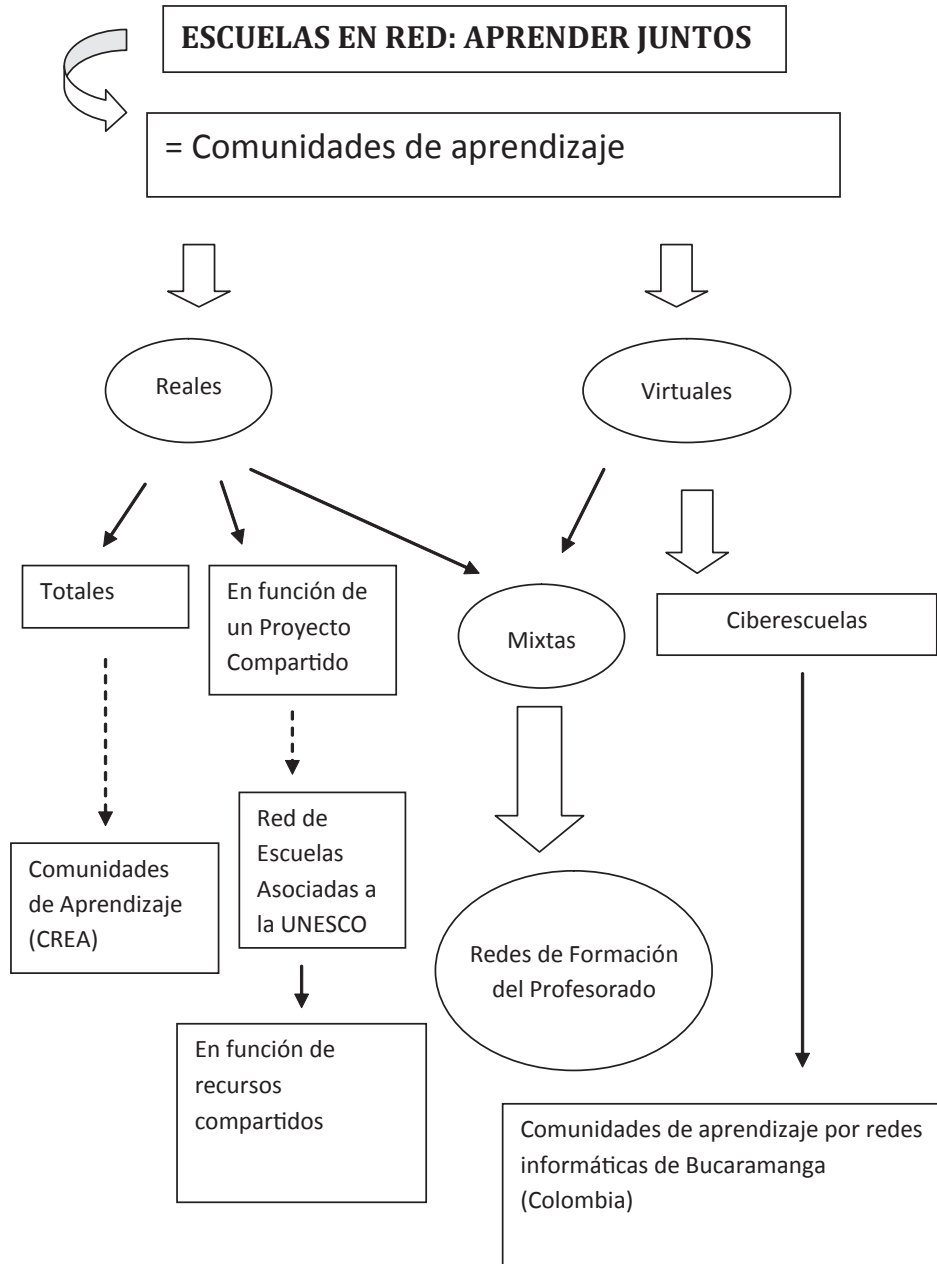 ESCUELAS EN RED: APRENDER JUNTOS
= Comunidades de aprendizaje
Reales
Virtuales
Totales
En función de
un Proyecto
Compartido
Mixtas
Ciberescuelas
Comunidades
de Aprendizaje
(CREA)
Red de
Escuelas
Asociadas a
la UNESCO
Redes de Formación
del Profesorado
En función de
recursos
compartidos
Comunidades de aprendizaje por redes
informáticas de Bucaramanga
(Colombia)